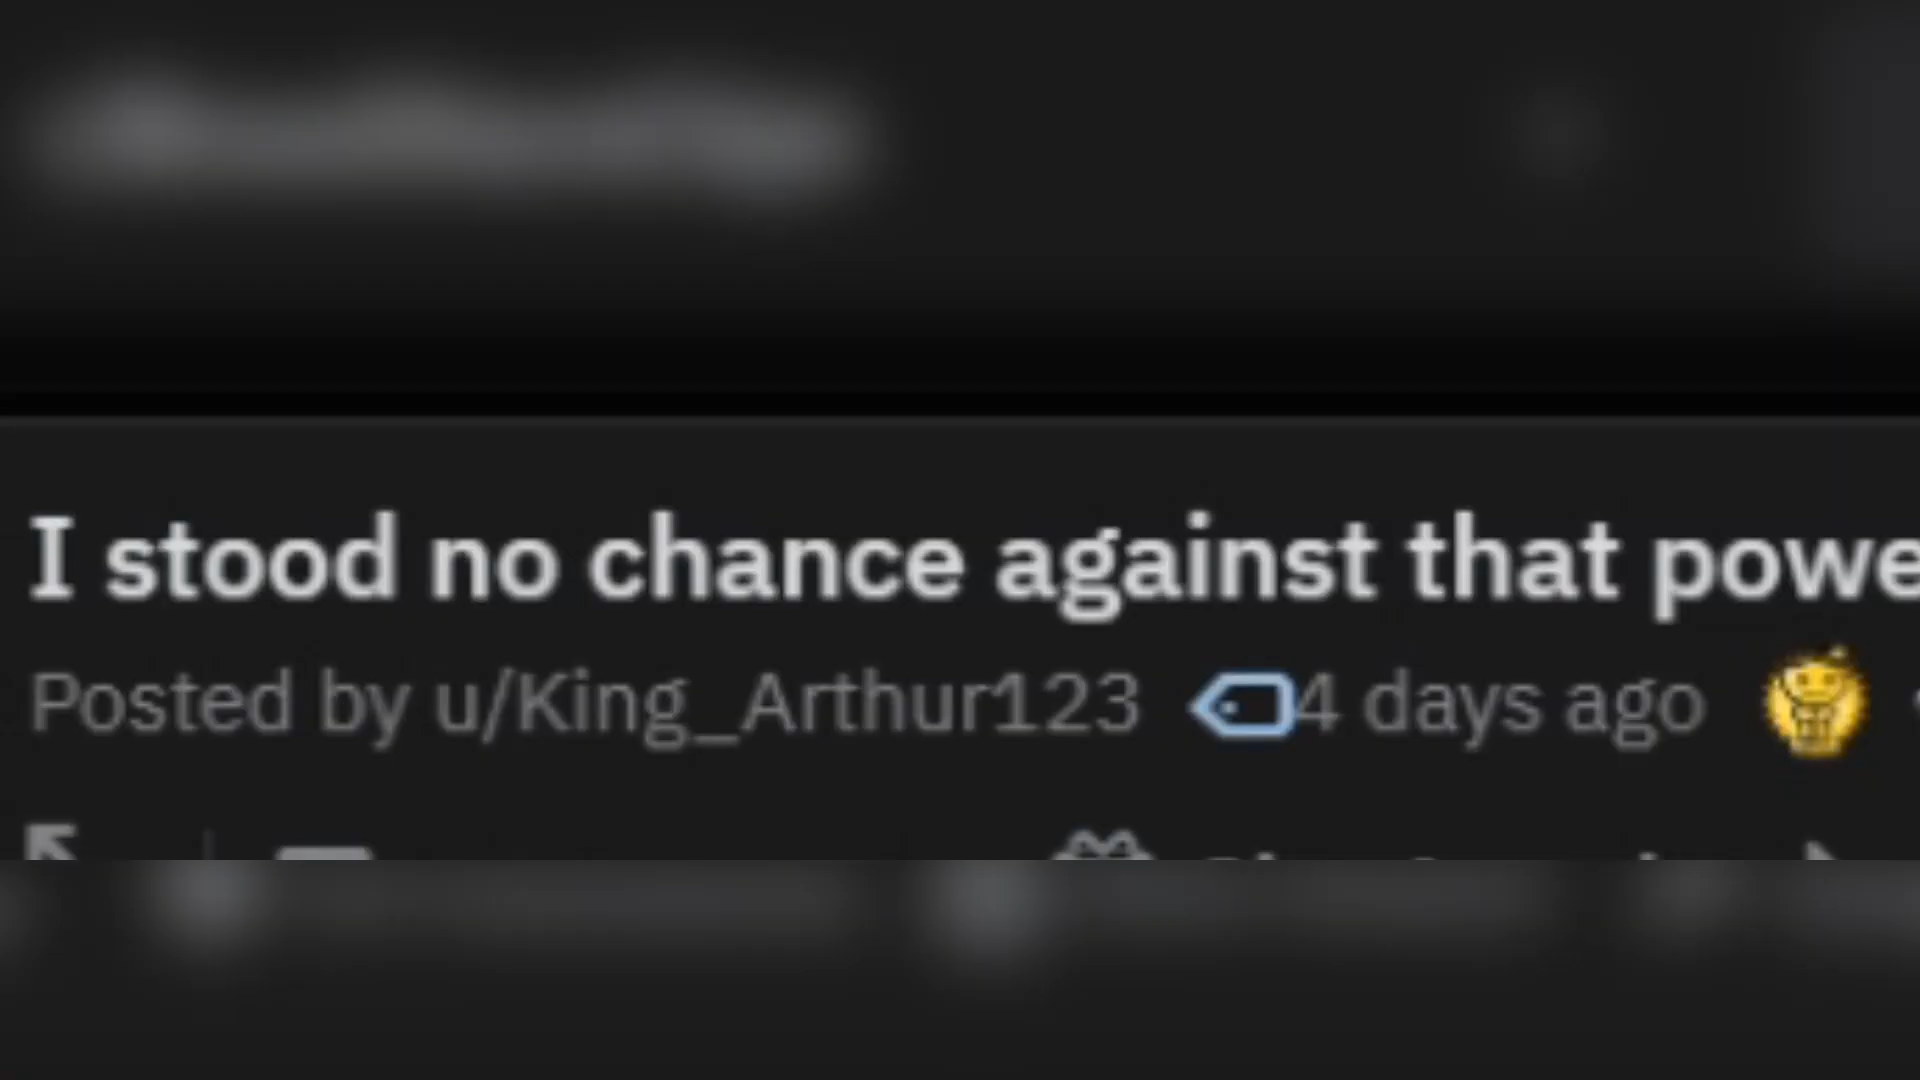 I stood no chance against that powe
Posted by u/King_Arthur123 4 days ago